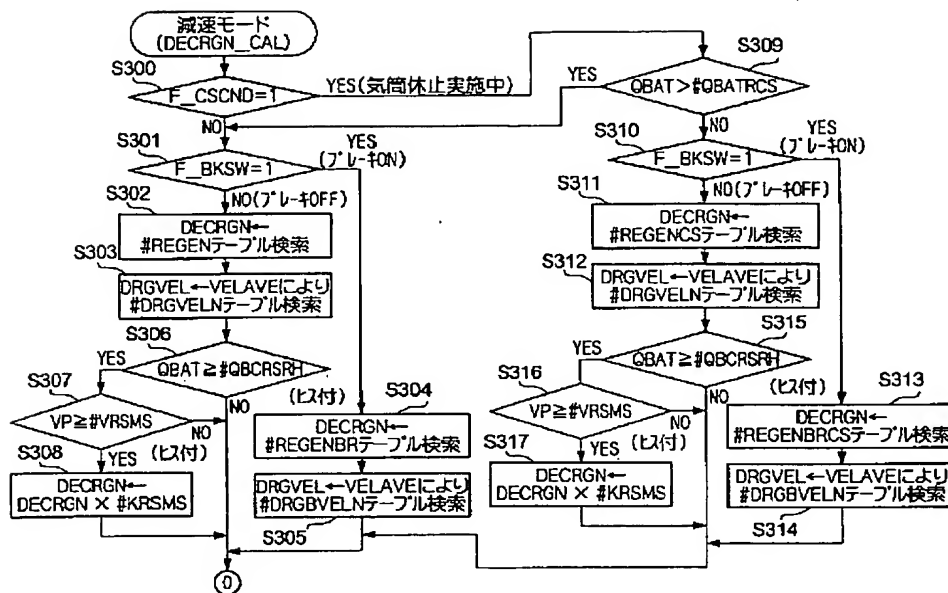 減速モード
(DECRGN_CAL)
S300
F_CSCND=1
YES(気筒休止実施中)
NO
S301
F_BKSW=1
YES
(ブレーキON)
S302
NO(ブレーキOFF)
DECRGN←
#REGENテーブル検索
S303
DRGVEL←VELAVEにより
#DRGVELNテーブル検索
S306
YES
QBAT≧#QBCRSRH
(ヒス付)
NO
S307
VP≧#VRSMS
NO
(ヒス付)
YES
S308
DECRGN←
DECRGN×#KRSMS
S304
DECRGN←
#REGENBRテーブル検索
DRGVEL←VELAVEにより
#DRGBVELNテーブル検索
S305
S309
YES
QBAT>#QBATRCS
NO
S310
F_BKSW=1
YES
(ブレーキON)
S311
NO(ブレーキOFF)
DECRGN←
#REGENCSテーブル検索
S312
DRGVEL←VELAVEにより
#DRGVELNテーブル検索
S315
YES
QBAT≧#QBCRSRH
(ヒス付)
NO
S316
VP≧#VRSMS
NO
(ヒス付)
YES
S317
DECRGN←
DECRGN×#KRSMS
S313
DECRGN←
#REGENBRCSテーブル検索
DRGVEL←VELAVEにより
#DRGBVELNテーブル検索
S314